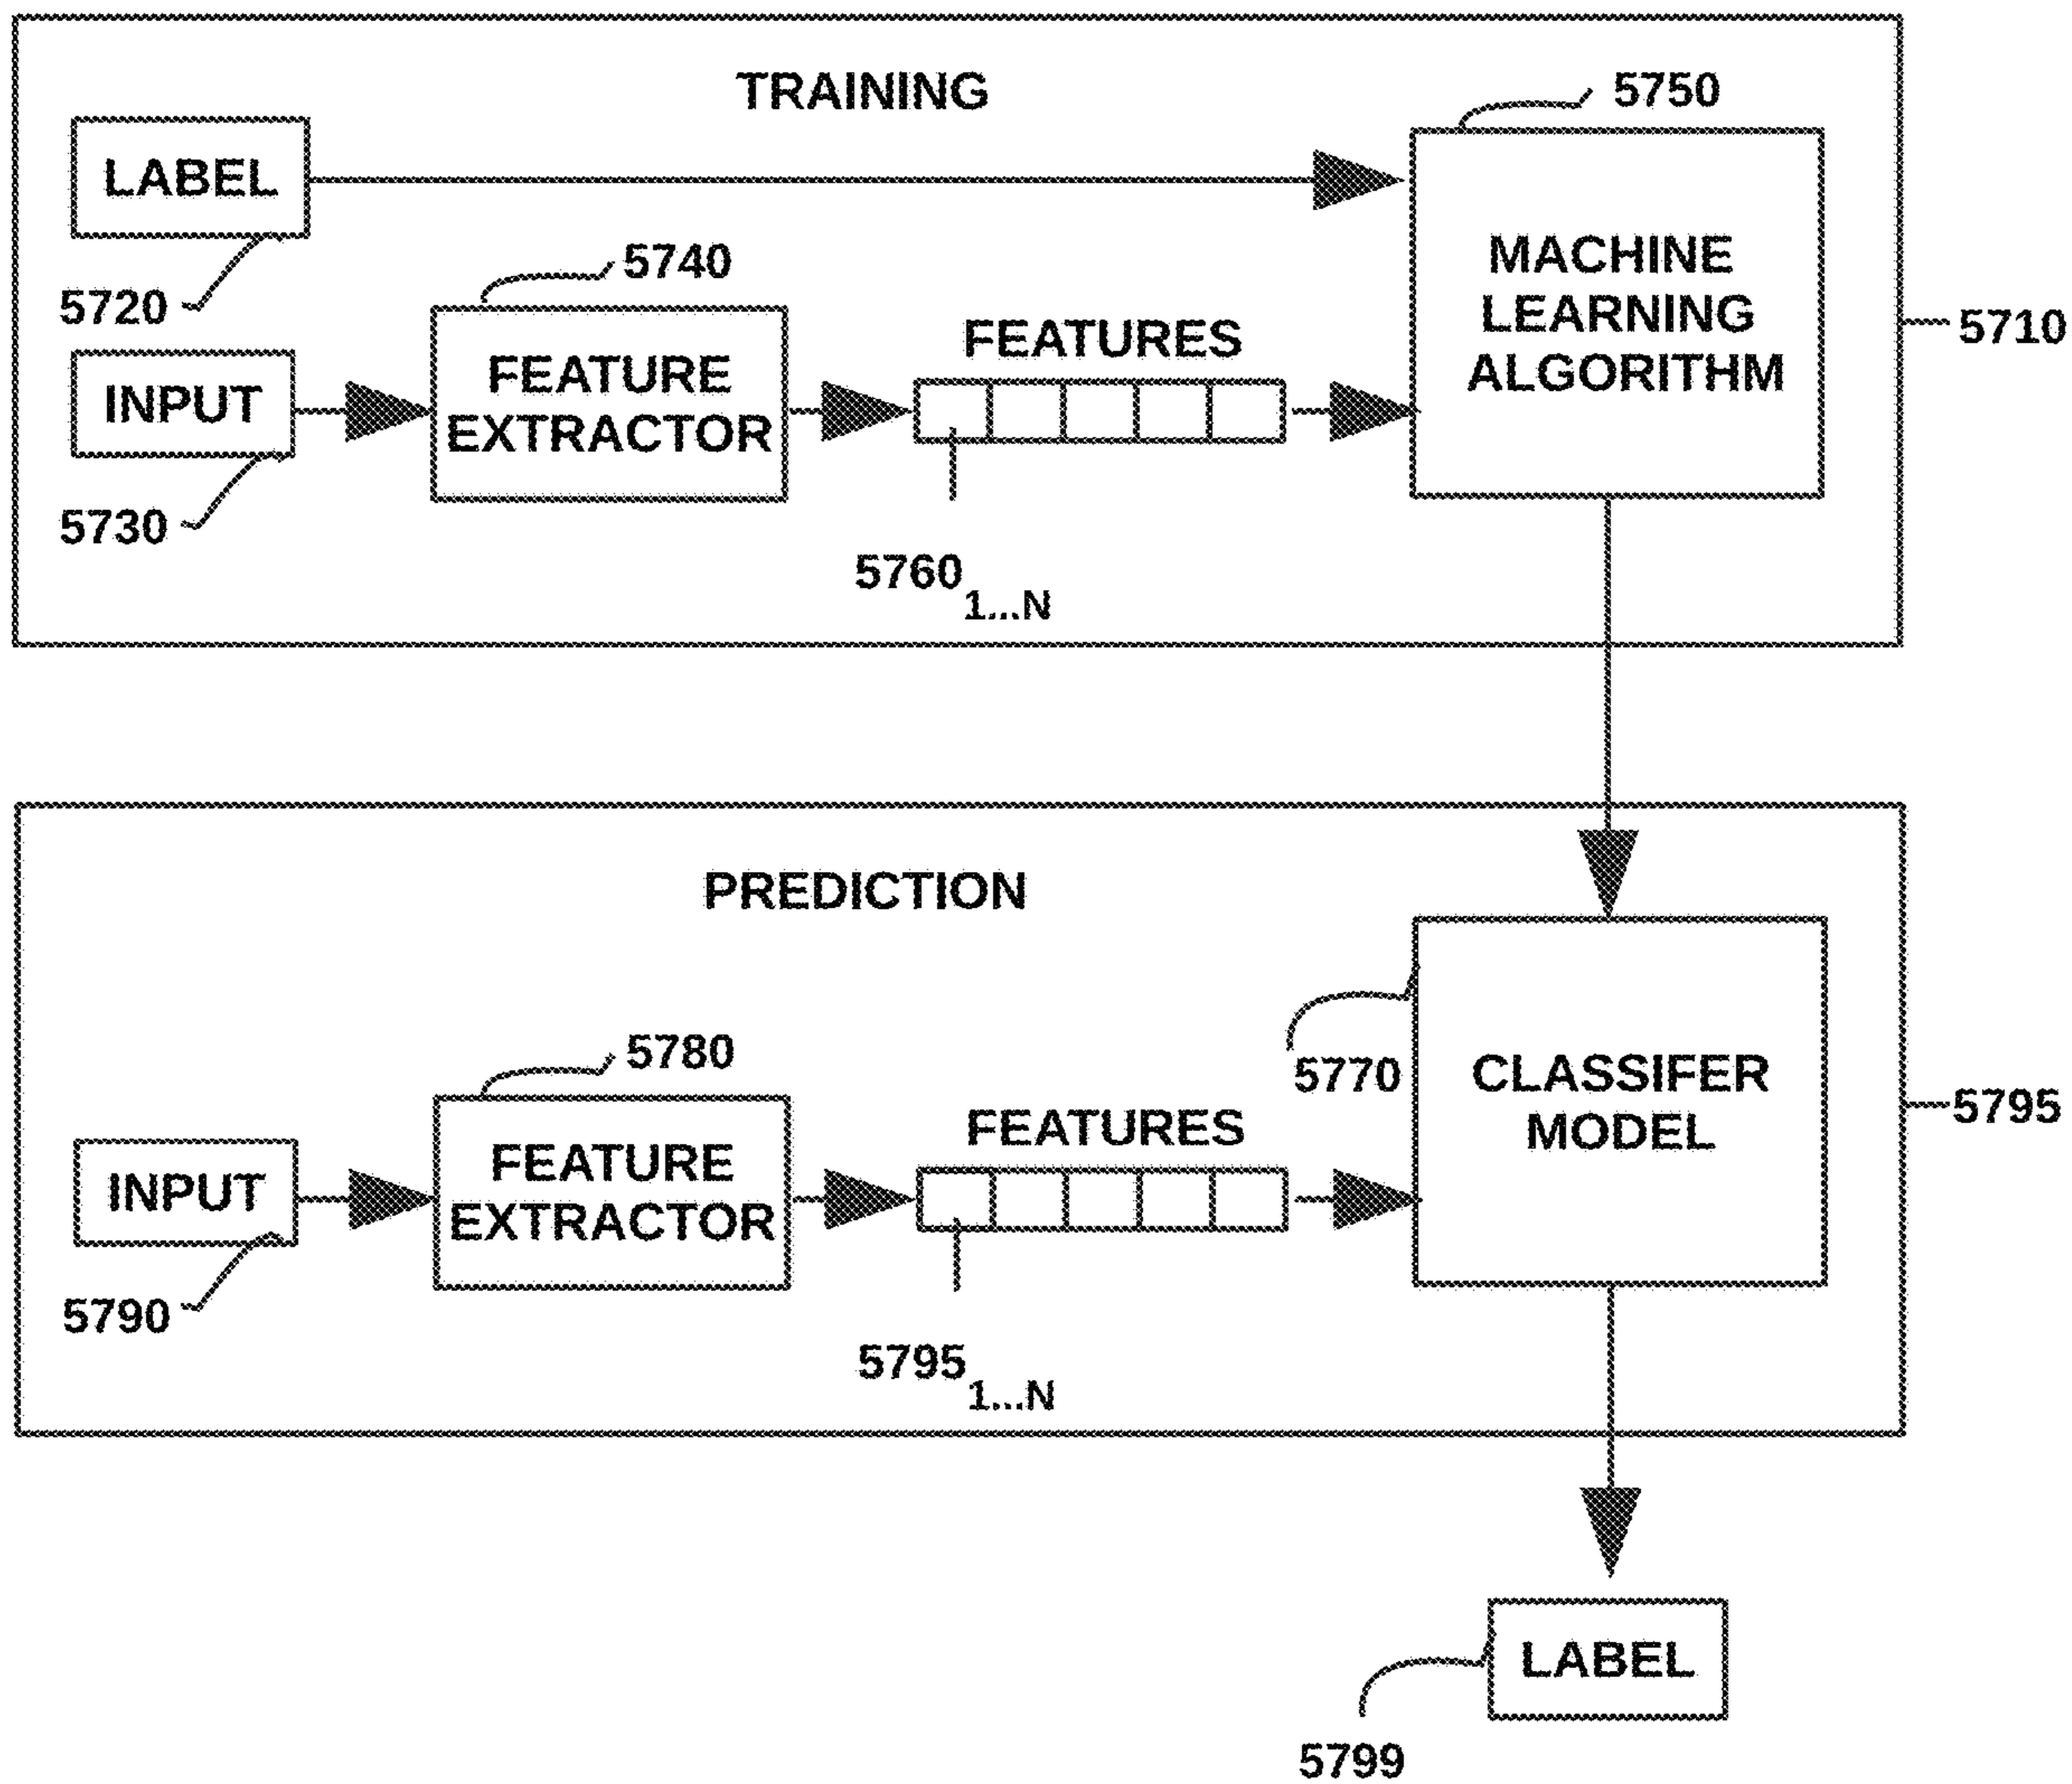 TRAINING
5750
LABEL
5720
5740
MACHINE
LEARNING
ALGORITHM
5710
INPUT
FEATURE
EXTRACTOR
FEATURES
5730
5760
1...N
PREDICTION
5770
CLASSIFER
MODEL
5795
5780
INPUT
FEATURE
EXTRACTOR
FEATURES
5790
5795
1...N
LABEL
5799